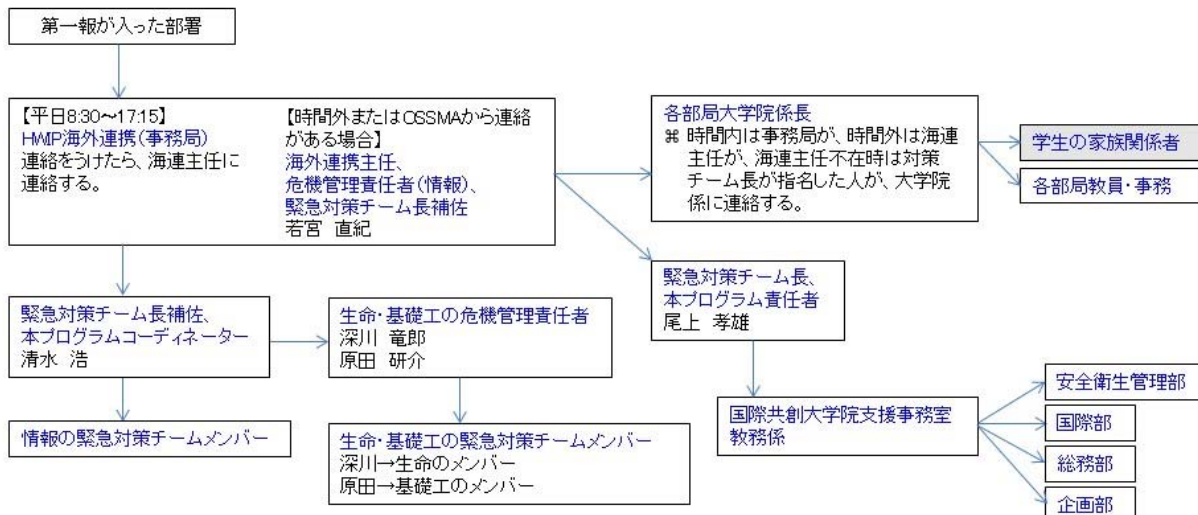 第一報が入った部署
【平日8:30～17:15】
HWIP海外連携(事務局)
連絡をうけたら、海連主任に
連絡する。
【時間外またはOSSMAから連絡
がある場合】
海外連携主任、
危機管理責任者(情報)、
緊急対策チーム長補佐
若宮 直紀
各部局大学院係長
⌘ 時間内は事務局が、時間外は海連
主任が、海連主任不在時は対策
チーム長が指名した人が、大学院
係に連絡する。
学生の家族関係者
各部局教員・事務
緊急対策チーム長、
本プログラム責任者
尾上 孝雄
緊急対策チーム長補佐、
本プログラムコーディネーター
清水 浩
生命・基礎工の危機管理責任者
深川 竜郎
原田 研介
情報の緊急対策チームメンバー
生命・基礎工の緊急対策チームメンバー
深川→生命のメンバー
原田→基礎工のメンバー
国際共創大学院支援事務室
教務係
安全衛生管理部
国際部
総務部
企画部